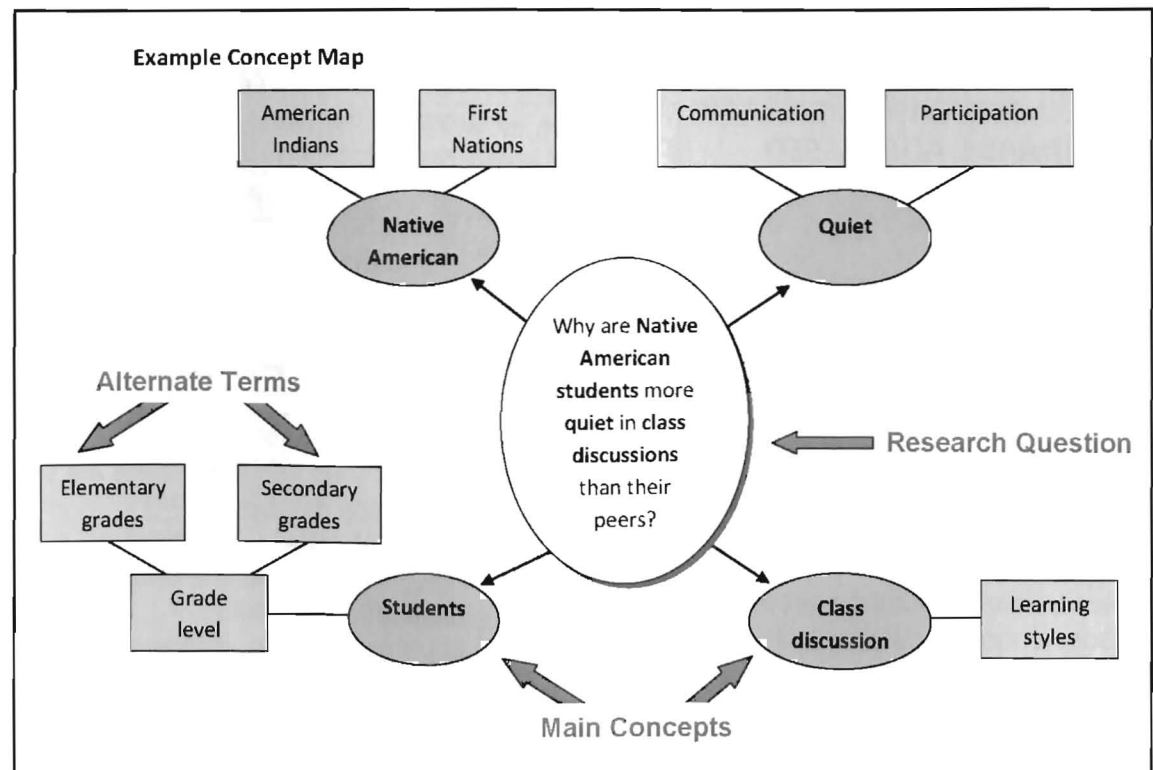 Example Concept Map
American
Indians
First
Nations
Communication
Participation
Native
American
Quiet
Why are Native
American
students more
quiet in class
discussions
than their
peers?
Alternate Terms
Research Question
Elementary
grades
Secondary
grades
Grade
level
Students
Class
discussion
Learning
styles
Main Concepts